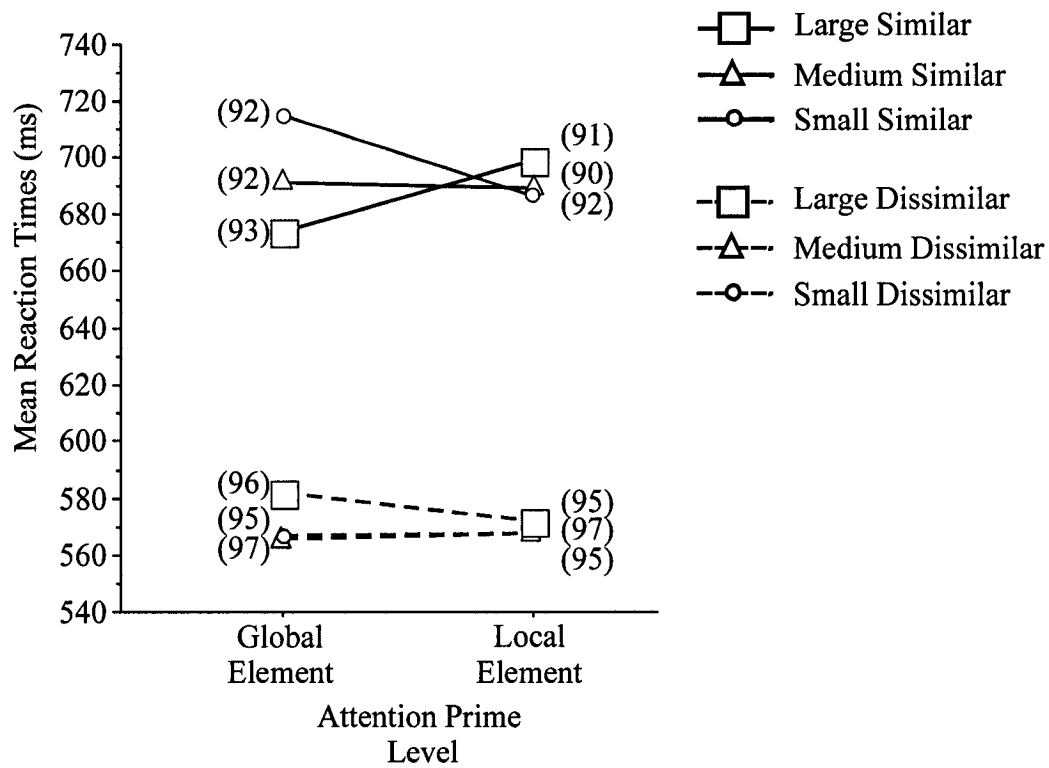 Mean Reaction Times (ms)
740
720
700
680
660
640
620
600
580
560
540
(92)
(92)
(93)
(91)
(90)
(92)
(96)
(95)
(97)
(95)
(97)
(95)
Global
Element
Local
Element
Attention Prime
Level
Large Similar
Medium Similar
Small Similar
Large Dissimilar
Medium Dissimilar
Small Dissimilar